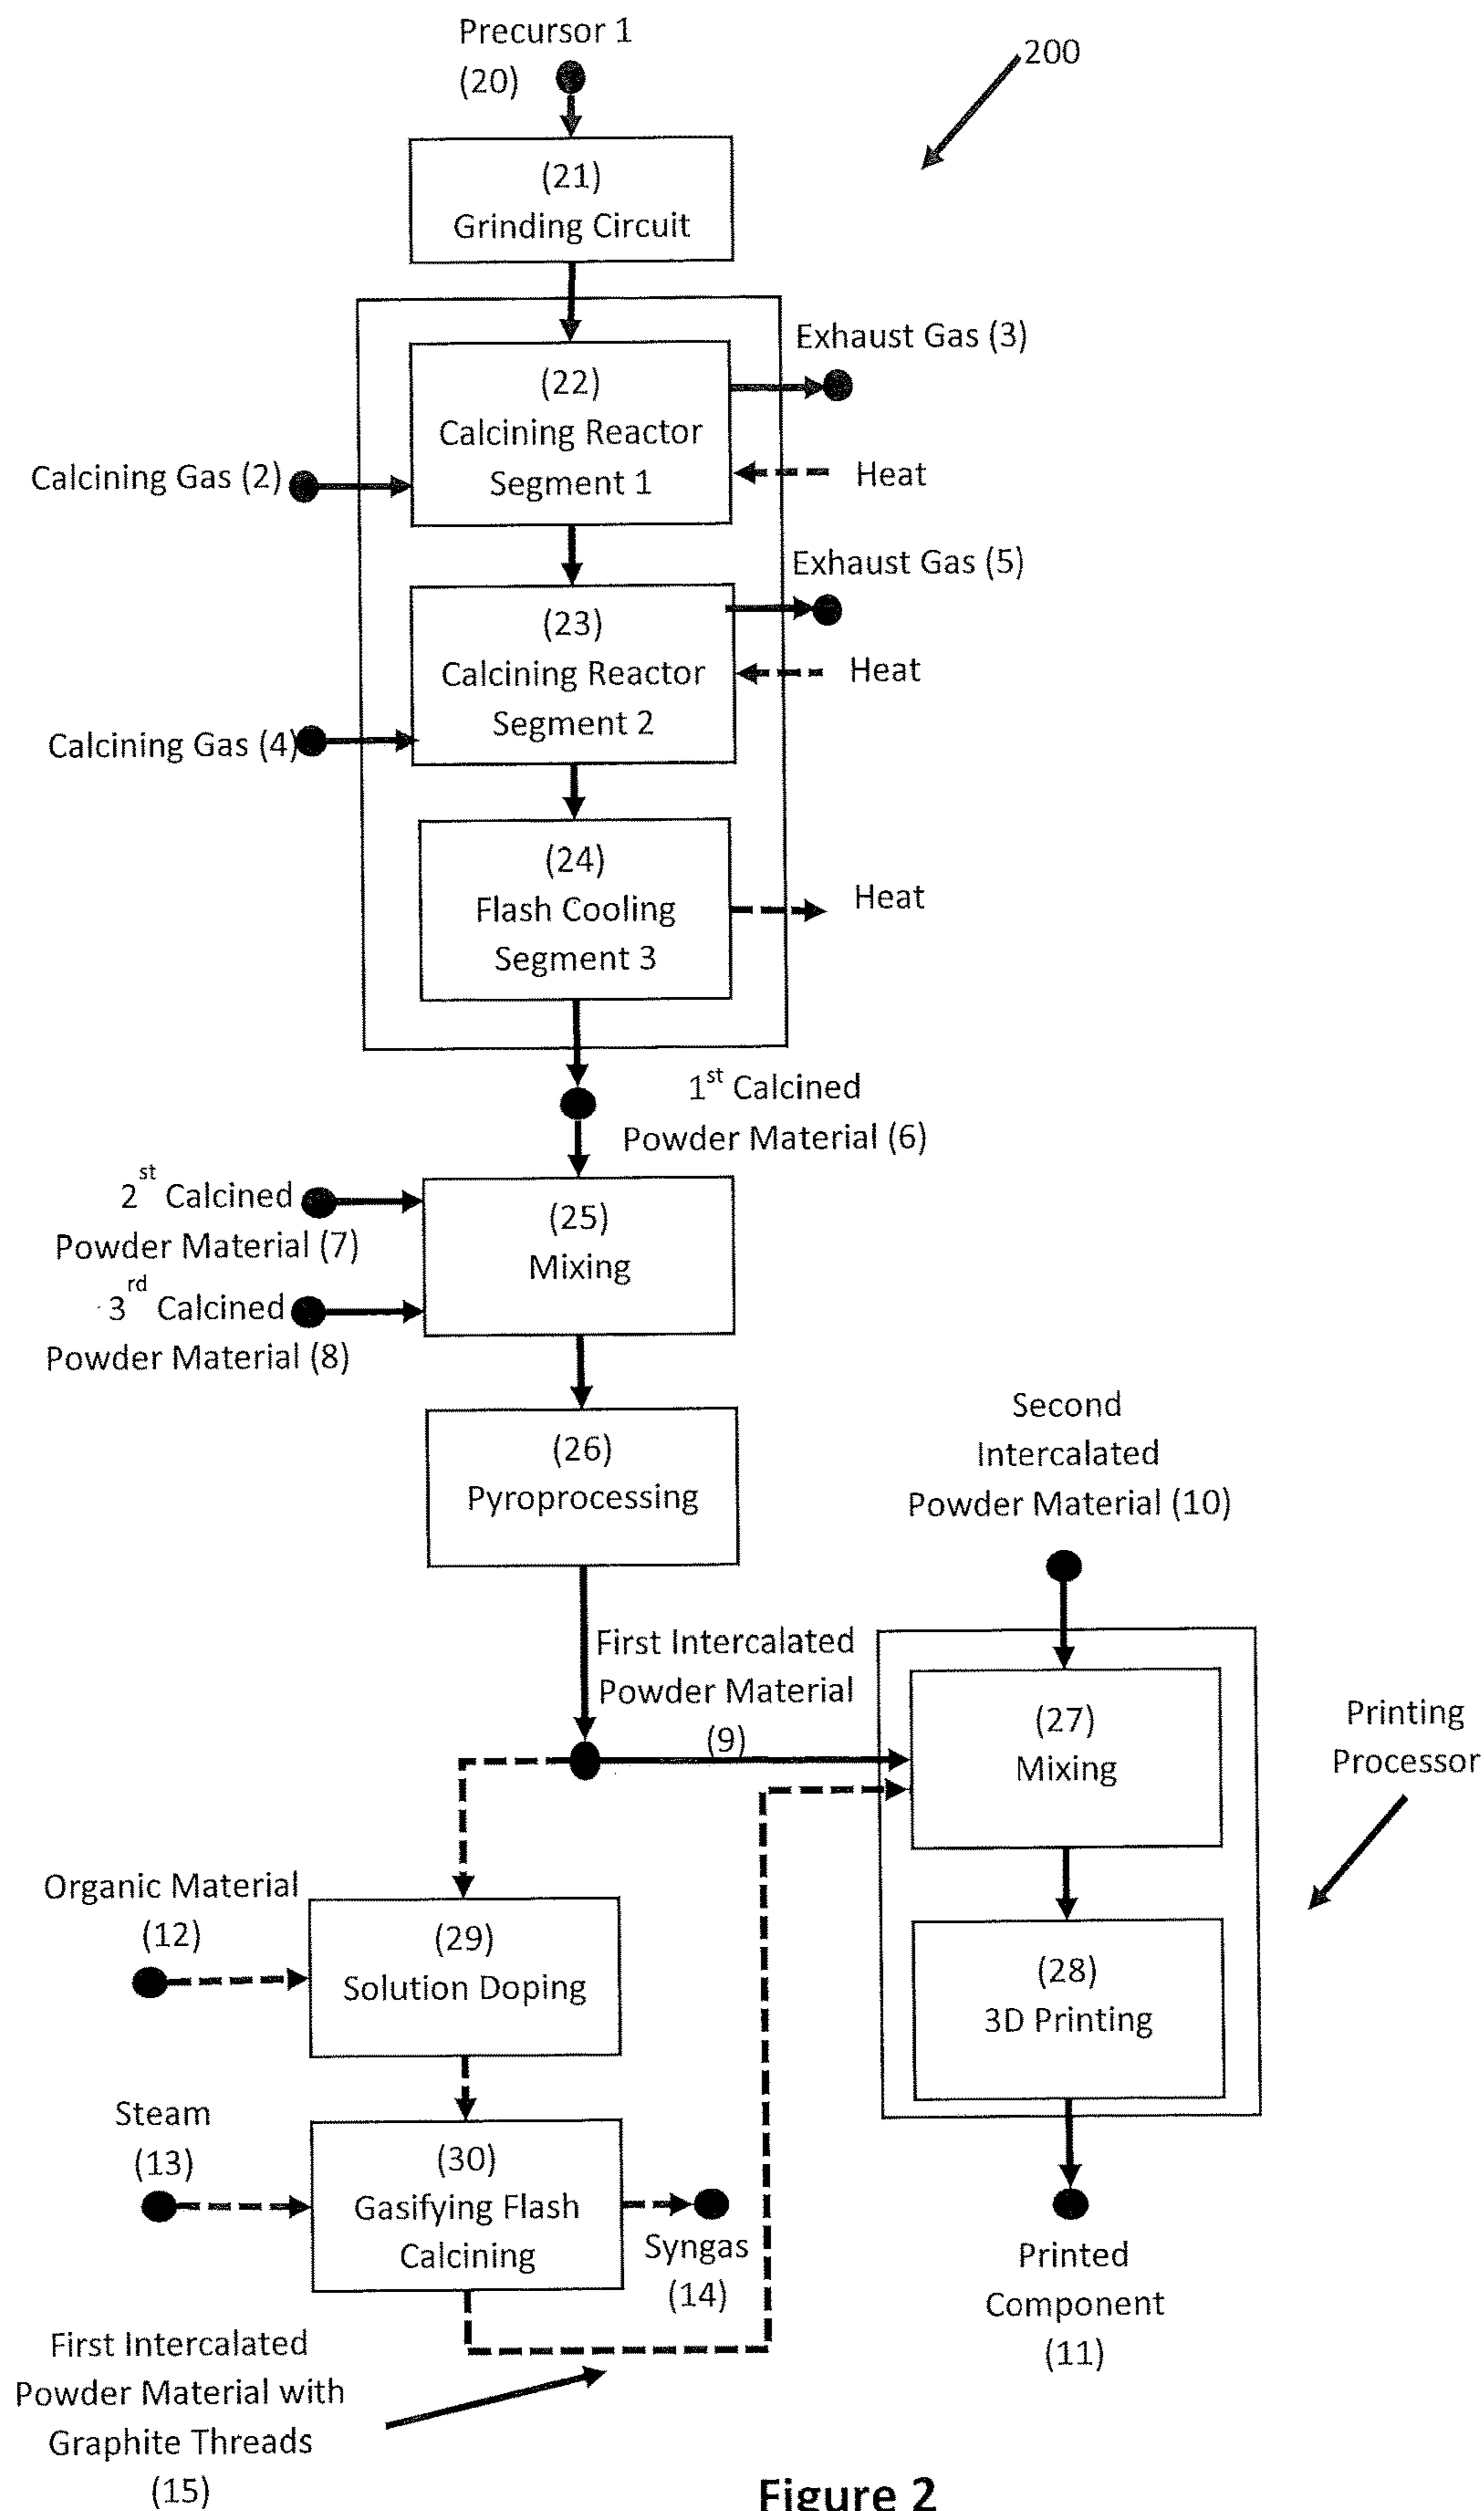 Precursor 1
(20)
200
(21)
Grinding Circuit
Exhaust Gas (3)
(22)
Calcining Reactor
Segment 1
Calcining Gas (2)
Heat
Exhaust Gas (5)
(23)
Calcining Reactor
Segment 2
Heat
Calcining Gas (4)
(24)
Flash Cooling
Segment 3
Heat
1st Calcined
Powder Material (6)
2st Calcined
Powder Material (7)
3rd Calcined
Powder Material (8)
(25)
Mixing
(26)
Pyroprocessing
Second
Intercalated
Powder Material (10)
First Intercalated
Powder Material
(9)
(27)
Mixing
Printing
Processor
Organic Material
(12)
(29)
Solution Doping
(28)
3D Printing
Steam
(13)
(30)
Gasifying Flash
Calcining
Syngas
(14)
Printed
Component
(11)
First Intercalated
Powder Material with
Graphite Threads
(15)
Figure 2